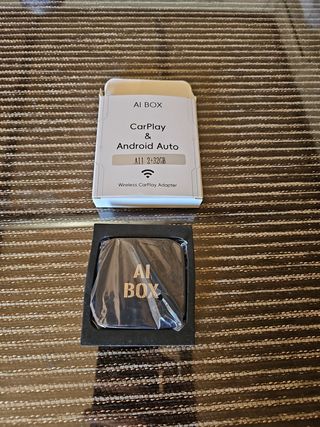 AI BOX
CarPlay
&
Android Auto
A11 2+32GB
Wireless CarPlay Adapter
AI
BOX